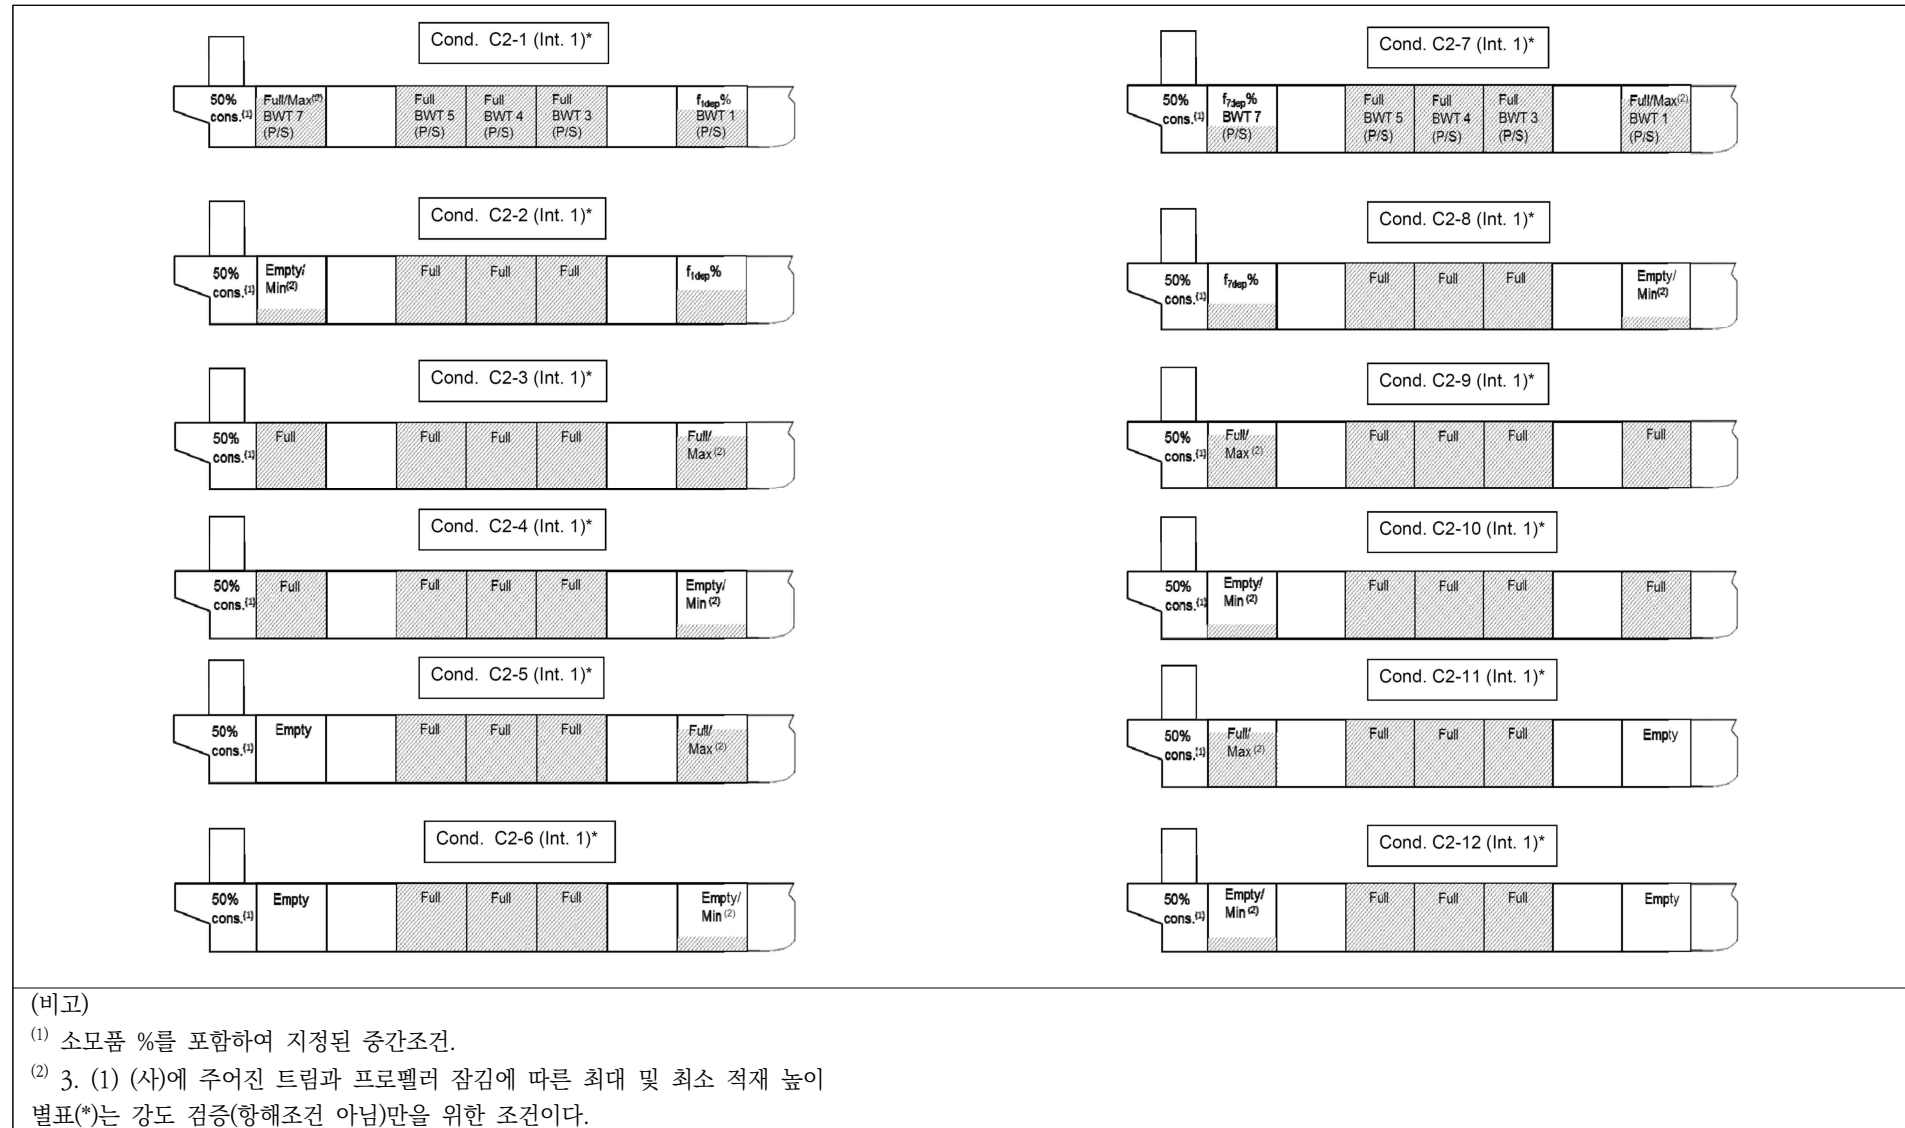 Cond. C2-1 (Int. 1)*
50%
cons.(1)
Full/Max(2)
BWT 7
(P/S)
Full
BWT 5
(P/S)
Full
BWT 4
(P/S)
Full
BWT 3
(P/S)
f1dep%
BWT 1
(P/S)
Cond. C2-2 (Int. 1)*
50%
cons.(1)
Empty/
Min(2)
Full
Full
Full
f1dep%
Cond. C2-3 (Int. 1)*
50%
cons.(1)
Full
Full
Full
Full
Full/
Max (2)
Cond. C2-4 (Int. 1)*
50%
cons.(1)
Full
Full
Full
Full
Empty/
Min (2)
Cond. C2-5 (Int. 1)*
50%
cons.(1)
Empty
Full
Full
Full
Full/
Max (2)
Cond. C2-6 (Int. 1)*
50%
cons.(1)
Empty
Full
Full
Full
Empty/
Min (2)
Cond. C2-7 (Int. 1)*
50%
cons.(1)
f7dep%
BWT 7
(P/S)
Full
BWT 5
(P/S)
Full
BWT 4
(P/S)
Full
BWT 3
(P/S)
Full/Max(2)
BWT 1
(P/S)
Cond. C2-8 (Int. 1)*
50%
cons.(1)
f7dep%
Full
Full
Full
Empty/
Min(2)
Cond. C2-9 (Int. 1)*
50%
cons.(1)
Full/
Max (2)
Full
Full
Full
Full
Cond. C2-10 (Int. 1)*
50%
cons.(1)
Empty/
Min (2)
Full
Full
Full
Full
Cond. C2-11 (Int. 1)*
50%
cons.(1)
Full/
Max (2)
Full
Full
Full
Empty
Cond. C2-12 (Int. 1)*
50%
cons.(1)
Empty/
Min (2)
Full
Full
Full
Empty
(비고)
(1) 소모품 %를 포함하여 지정된 중간조건.
(2) 3. (1) (사)에 주어진 트림과 프로펠러 잠김에 따른 최대 및 최소 적재 높이
별표(*)는 강도 검증(항해조건 아님)만을 위한 조건이다.